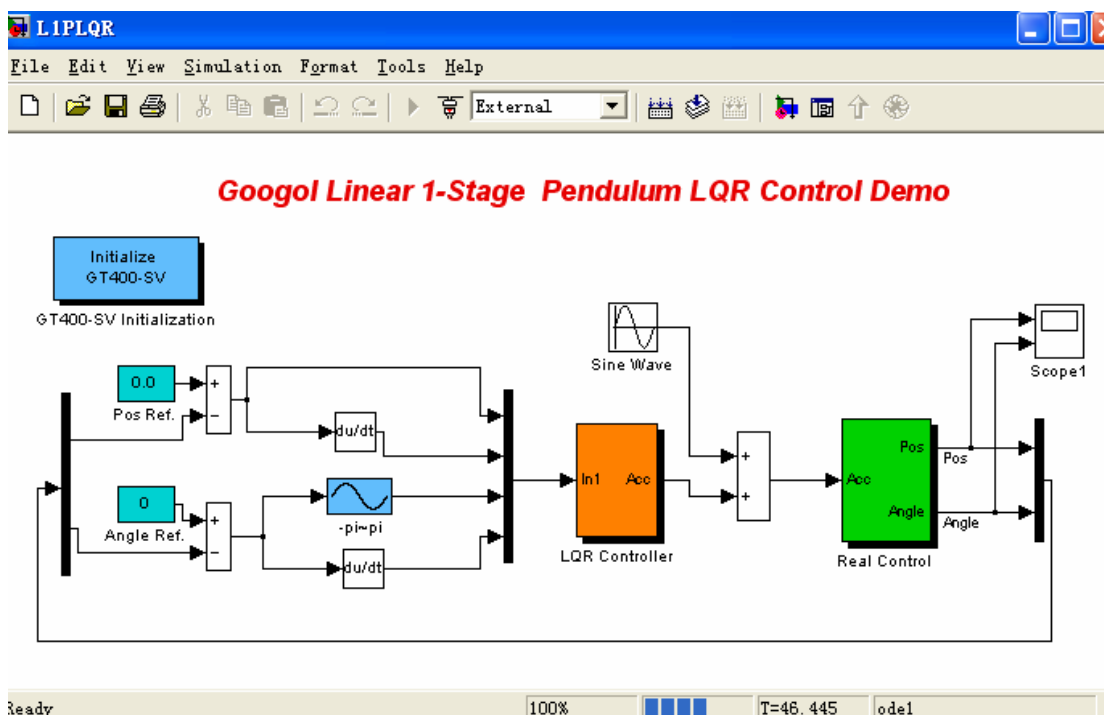 L1PLQR
File Edit View Simulation Format Tools Help
External
Googol Linear 1-Stage Pendulum LQR Control Demo
Initialize
GT400-SV
GT400-SV Initialization
Sine Wave
Scope1
0.0
+
−
Pos Ref.
du/dt
+
+
In1 Acc
LQR Controller
Pos
Acc
Angle
Real Control
Pos
Angle
0
+
−
Angle Ref.
-pi~pi
du/dt
Ready 100% T=46.445 ode1